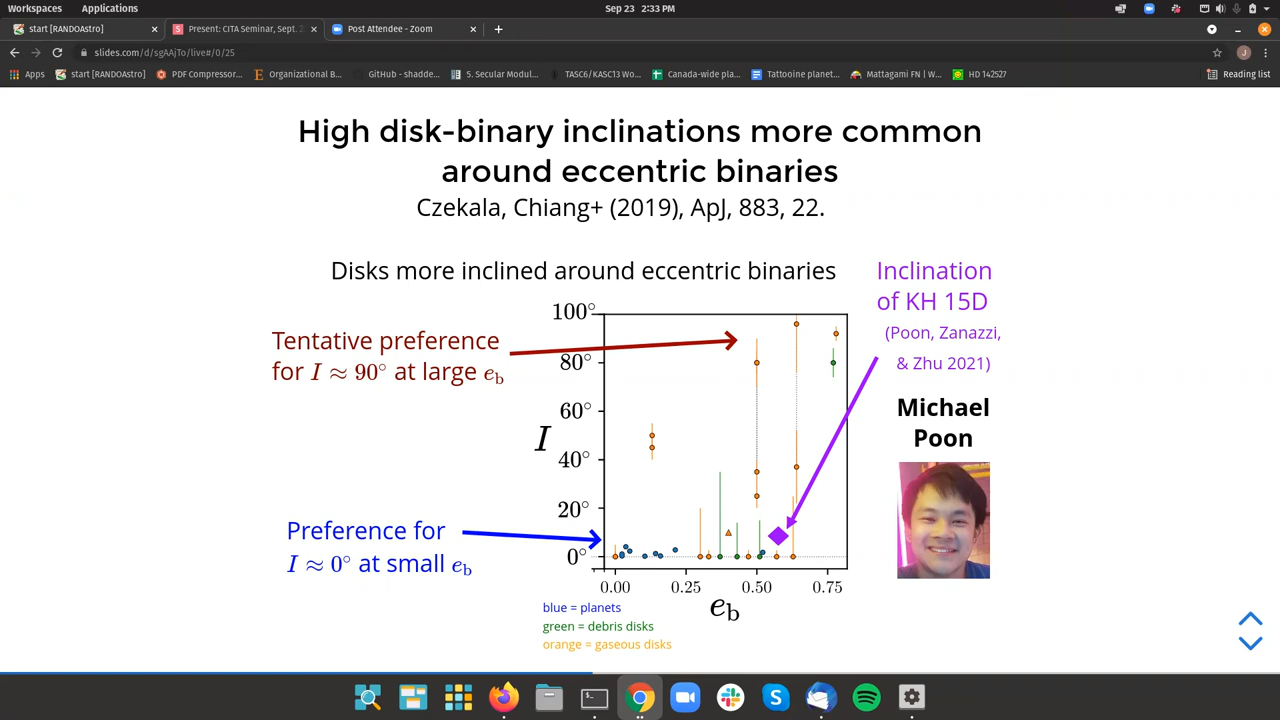 Workspaces Applications Sep 23 2:33 PM
start [RANDOAstro] Present: CITA Seminar, Sept. 2 Post Attendee - Zoom
slides.com/d/sgAAjTo/live#/0/25 J
Apps start [RANDOAstro] PDF Compressor... Organizational B... GitHub - shadde... S. Secular Modul... TASC6/KASC13 Wo... Canada-wide pla... Tattooine planet... Mattagami FN | W... HD 142527 Reading list
High disk-binary inclinations more common
around eccentric binaries
Czekala, Chiang+ (2019), ApJ, 883, 22.
Disks more inclined around eccentric binaries
Inclination
of KH 15D
(Poon, Zanazzi,
& Zhu 2021)
Michael
Poon
Tentative preference
for I ≈ 90° at large e_b
Preference for
I ≈ 0° at small e_b
100°
80°
60°
I
40°
20°
0°
0.00 0.25 0.50 0.75
e_b
blue = planets
green = debris disks
orange = gaseous disks